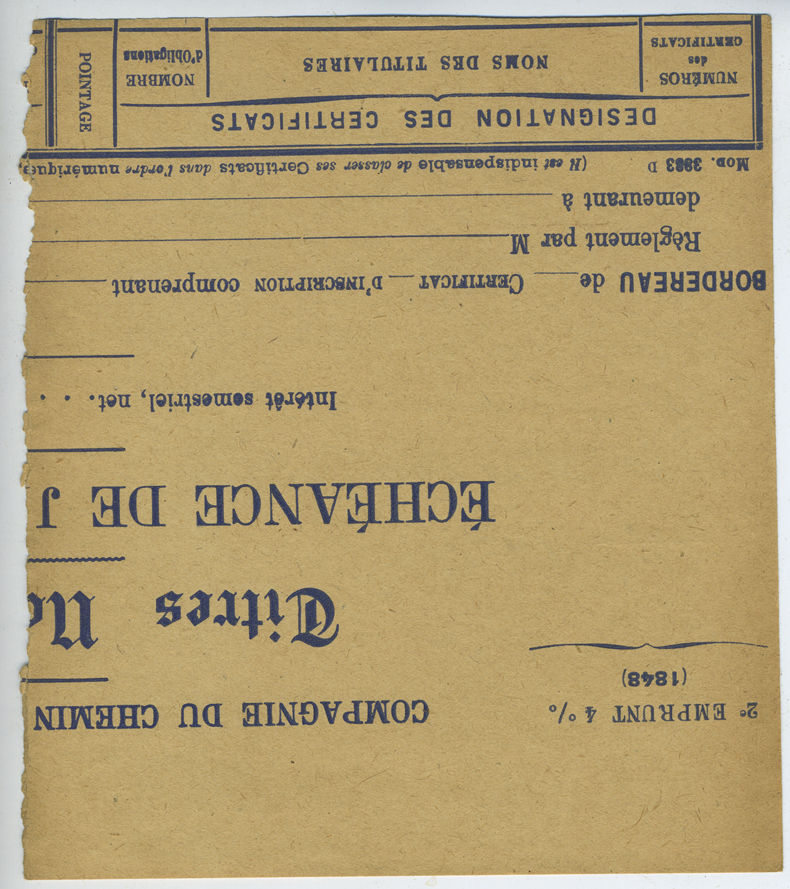 2e EMPRUNT 4 %
(1848)
COMPAGNIE DU CHEMIN
Titres
ÉCHÉANCE DE J
Intérêt semestriel, net. . . .
BORDEREAU de CERTIFICAT D'INSCRIPTION comprenant
Règlement par M
demeurant à
MOD. 3983 D (Il est indispensable de classer ses Certificats dans l'ordre numérique
DESIGNATION DES CERTIFICATS
NUMÉROS des CERTIFICATS
NOMS DES TITULAIRES
NOMBRE d'Obligations
POINTAGE